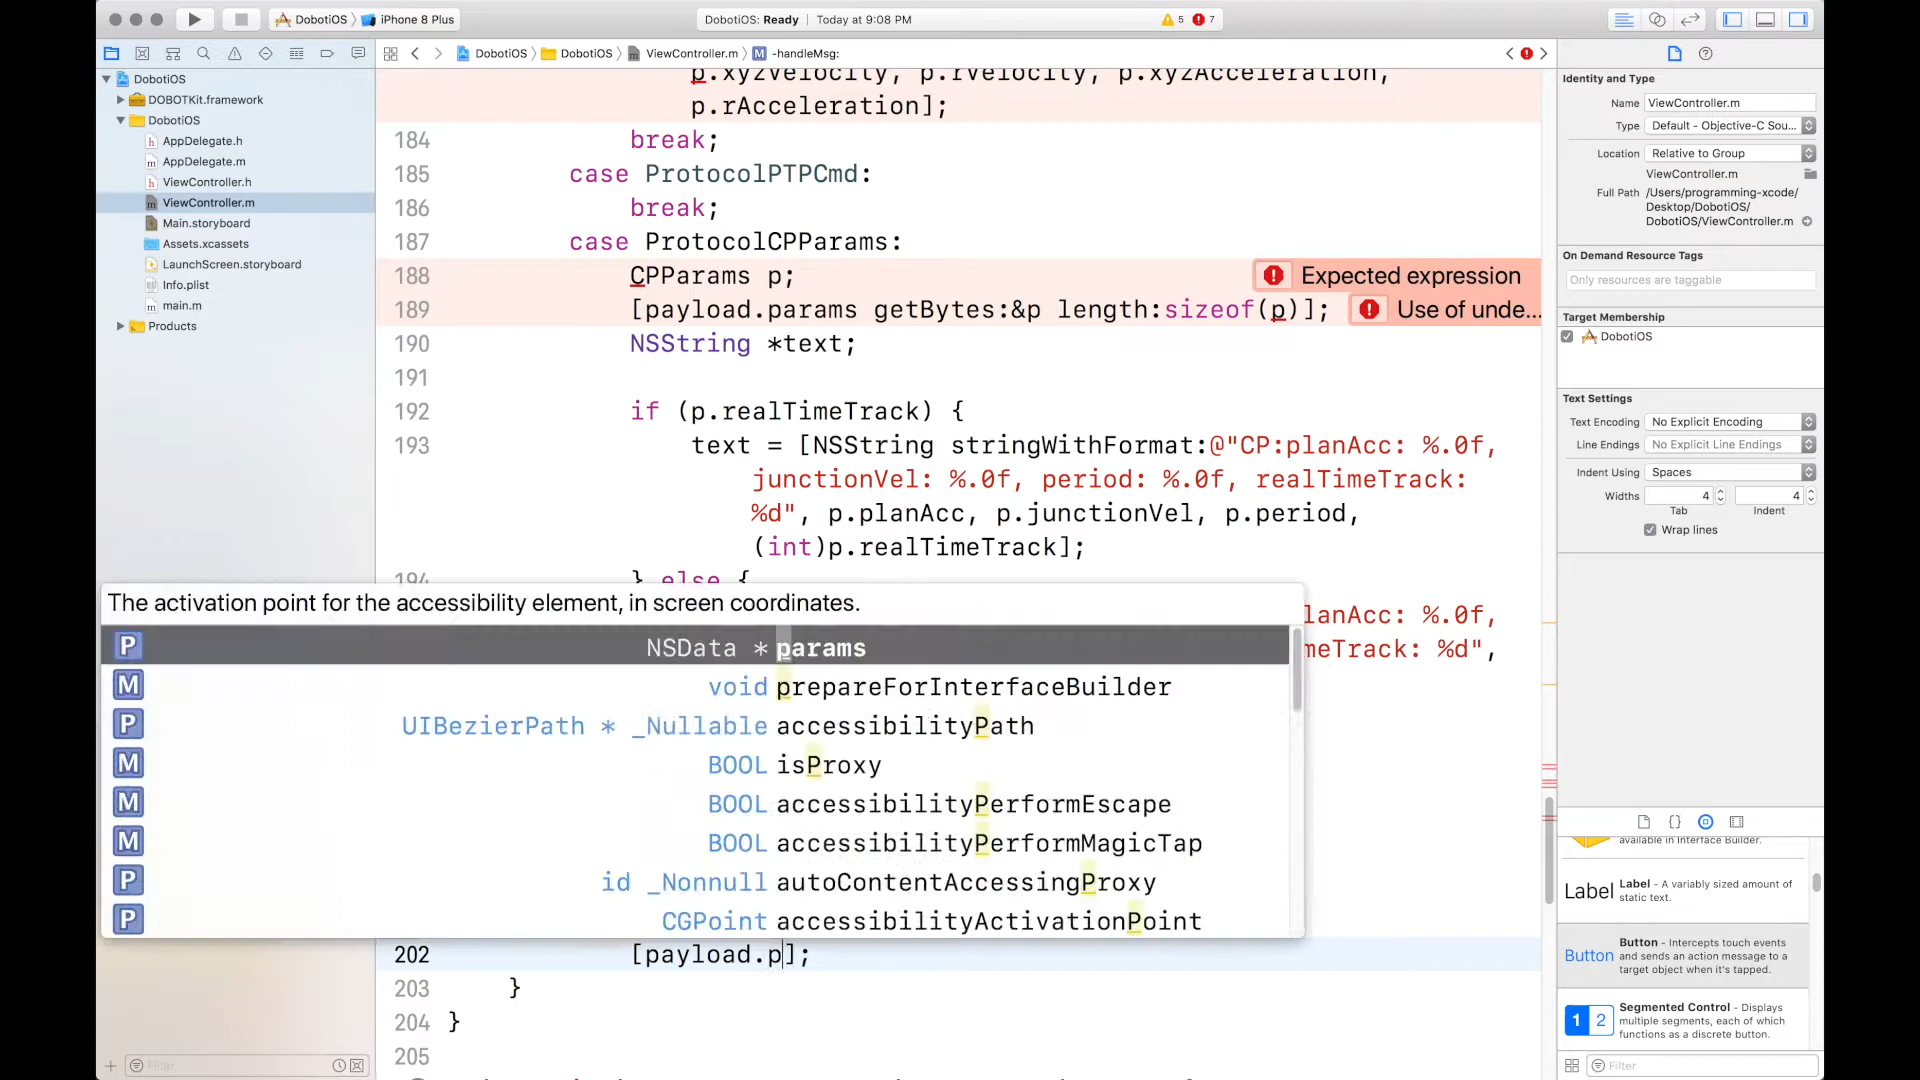 DobotiOS
iPhone 8 Plus
DobotiOS: Ready
Today at 9:08 PM
5
7
DobotiOS
DobotiOS
ViewController.m
M
-handleMsg:
DobotiOS
DOBOTKit.framework
DobotiOS
AppDelegate.h
AppDelegate.m
ViewController.h
ViewController.m
Main.storyboard
Assets.xcassets
LaunchScreen.storyboard
Info.plist
main.m
Products
Filter
p.xyzVelocity, p.rVelocity, p.xyzAcceleration,
p.rAcceleration];
184 break;
185 case ProtocolPTPCmd:
186 break;
187 case ProtocolCPParams:
188 CPParams p;
Expected expression
189 [payload.params getBytes:&p length:sizeof(p)];
Use of unde...
190 NSString *text;
191
192 if (p.realTimeTrack) {
193 text = [NSString stringWithFormat:@"CP:planAcc: %.0f,
junctionVel: %.0f, period: %.0f, realTimeTrack:
%d", p.planAcc, p.junctionVel, p.period,
(int)p.realTimeTrack];
194 } else {
lanAcc: %.0f,
meTrack: %d",
The activation point for the accessibility element, in screen coordinates.
P NSData * params
M void prepareForInterfaceBuilder
P UIBezierPath * _Nullable accessibilityPath
M BOOL isProxy
M BOOL accessibilityPerformEscape
M BOOL accessibilityPerformMagicTap
P id _Nonnull autoContentAccessingProxy
P CGPoint accessibilityActivationPoint
202 [payload.p];
203 }
204 }
205
Identity and Type
Name ViewController.m
Type Default - Objective-C Sou...
Location Relative to Group
ViewController.m
Full Path /Users/programming-xcode/
Desktop/DobotiOS/
DobotiOS/ViewController.m
On Demand Resource Tags
Only resources are taggable
Target Membership
DobotiOS
Text Settings
Text Encoding No Explicit Encoding
Line Endings No Explicit Line Endings
Indent Using Spaces
Widths 4 4
Tab Indent
Wrap lines
{}
available in Interface Builder.
Label
Label - A variably sized amount of
static text.
Button
Button - Intercepts touch events
and sends an action message to a
target object when it's tapped.
1 2
Segmented Control - Displays
multiple segments, each of which
functions as a discrete button.
Filter